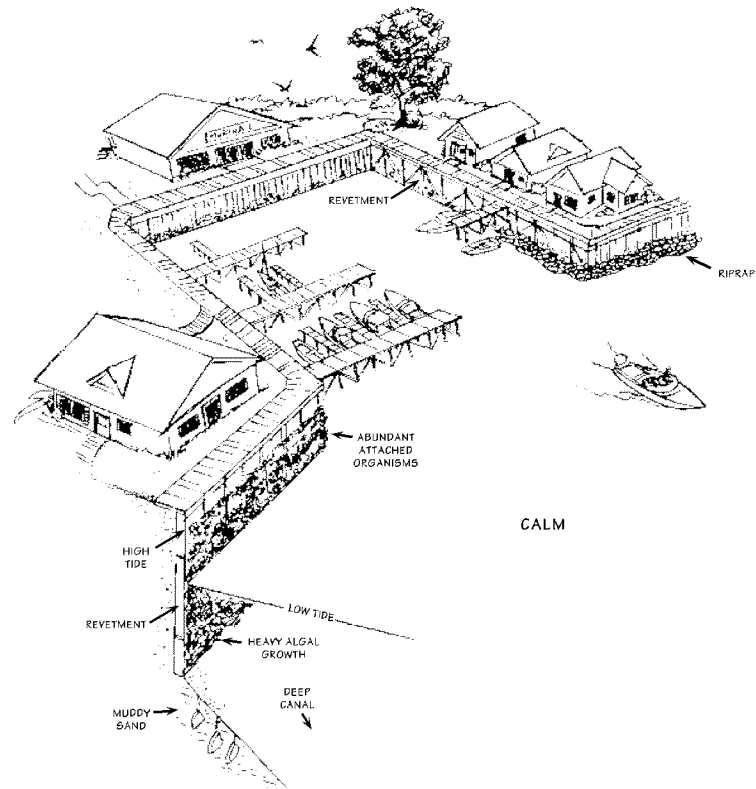 REVETMENT
RIPRAP
ABUNDANT
ATTACHED
ORGANISMS
CALM
HIGH
TIDE
LOW TIDE
REVETMENT
HEAVY ALGAL
GROWTH
DEEP
CANAL
MUDDY
SAND